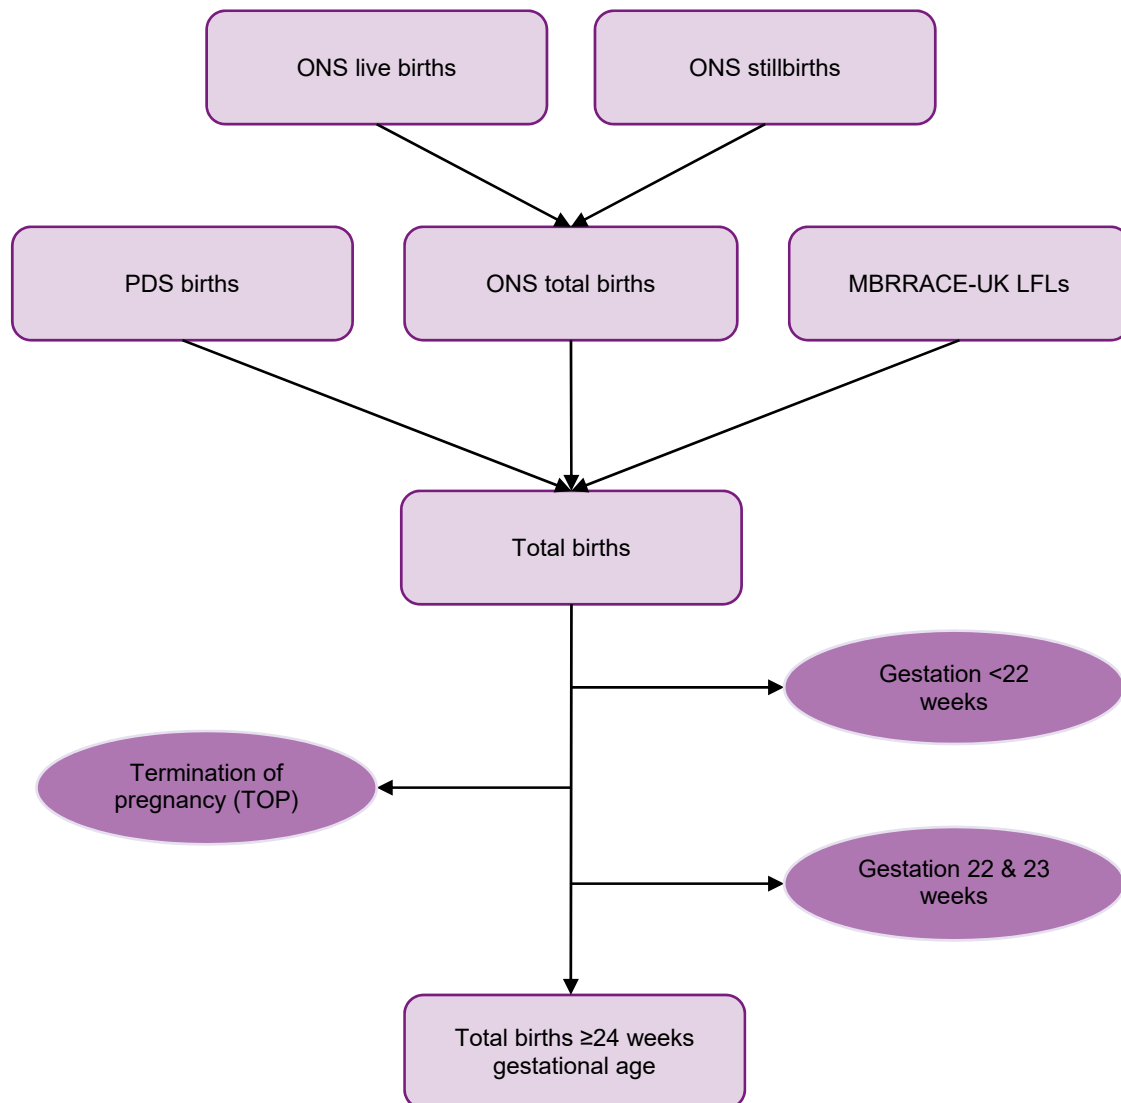 ONS live births
ONS stillbirths
PDS births
ONS total births
MBRRACE-UK LFLs
Total births
Gestation <22
weeks
Termination of
pregnancy (TOP)
Gestation 22 & 23
weeks
Total births ≥24 weeks
gestational age